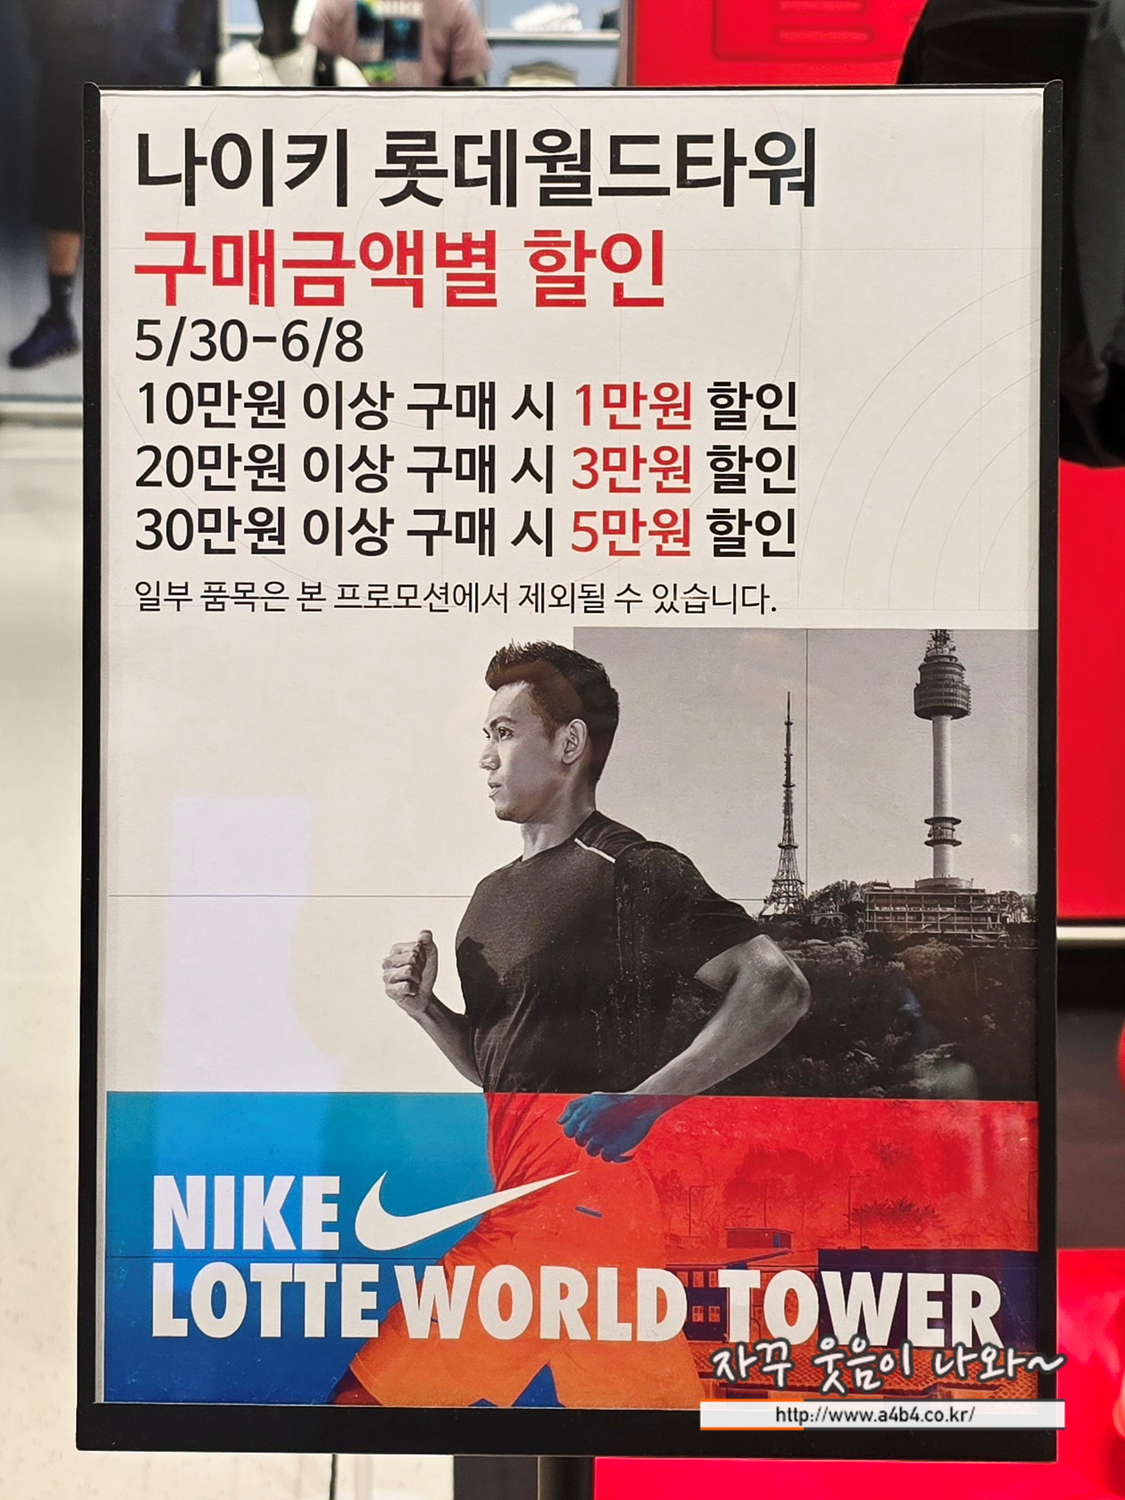 NIKE
나이키 롯데월드타워
구매금액별 할인
5/30-6/8
10만원 이상 구매 시 1만원 할인
20만원 이상 구매 시 3만원 할인
30만원 이상 구매 시 5만원 할인
일부 품목은 본 프로모션에서 제외될 수 있습니다.
NIKE
LOTTE WORLD TOWER
자꾸 웃음이 나와~
http://www.a4b4.co.kr/